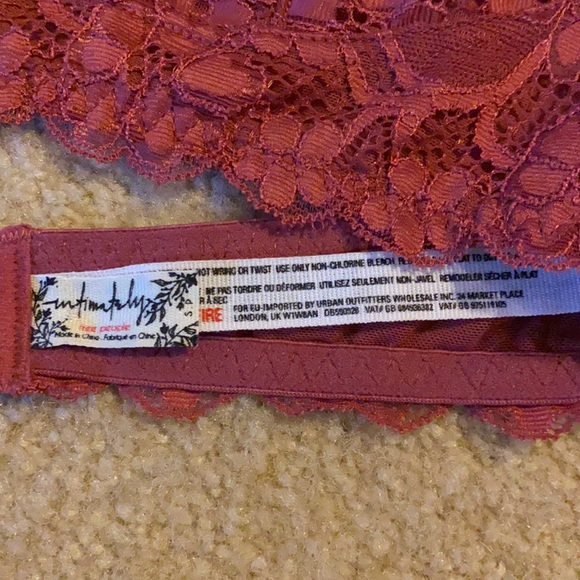 intimately
free people
Made in China . Fabriqué en Chine
S/P
NOT WRING OR TWIST USE ONLY NON-CHLORINE BLEACH
NE PAS TORDRE OU DÉFORMER UTILISEZ SEULEMENT NON-JAVEL REMODELER SÉCHER À PLAT
R À SEC
FIRE
FOR EU-IMPORTED BY URBAN OUTFITTERS WHOLESALE INC. 24 MARKET PLACE
LONDON, UK W1W8AN